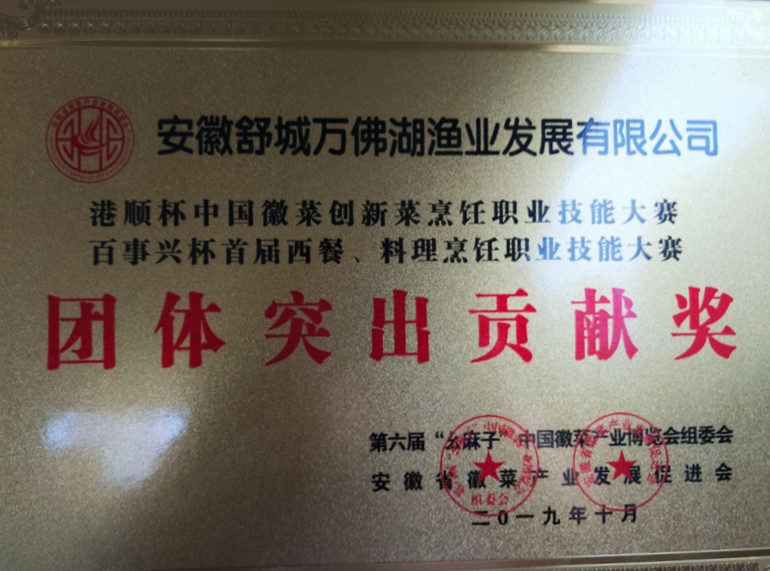 安徽舒城万佛湖渔业发展有限公司
港顺杯中国徽菜创新菜烹饪职业技能大赛
百事兴杯首届西餐、料理烹饪职业技能大赛
团体突出贡献奖
第六届“幺麻子”中国徽菜产业博览会组委会
安徽省徽菜产业发展促进会
二〇一九年十月
组委会